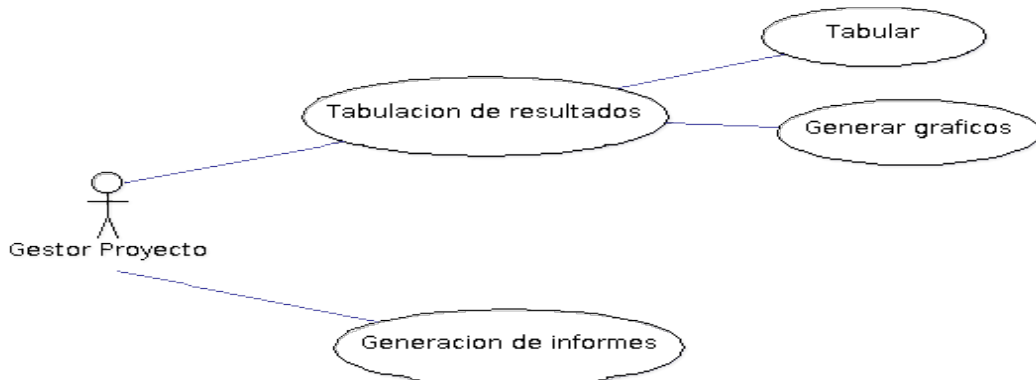 Tabular
Tabulacion de resultados
Generar graficos
Gestor Proyecto
Generacion de informes